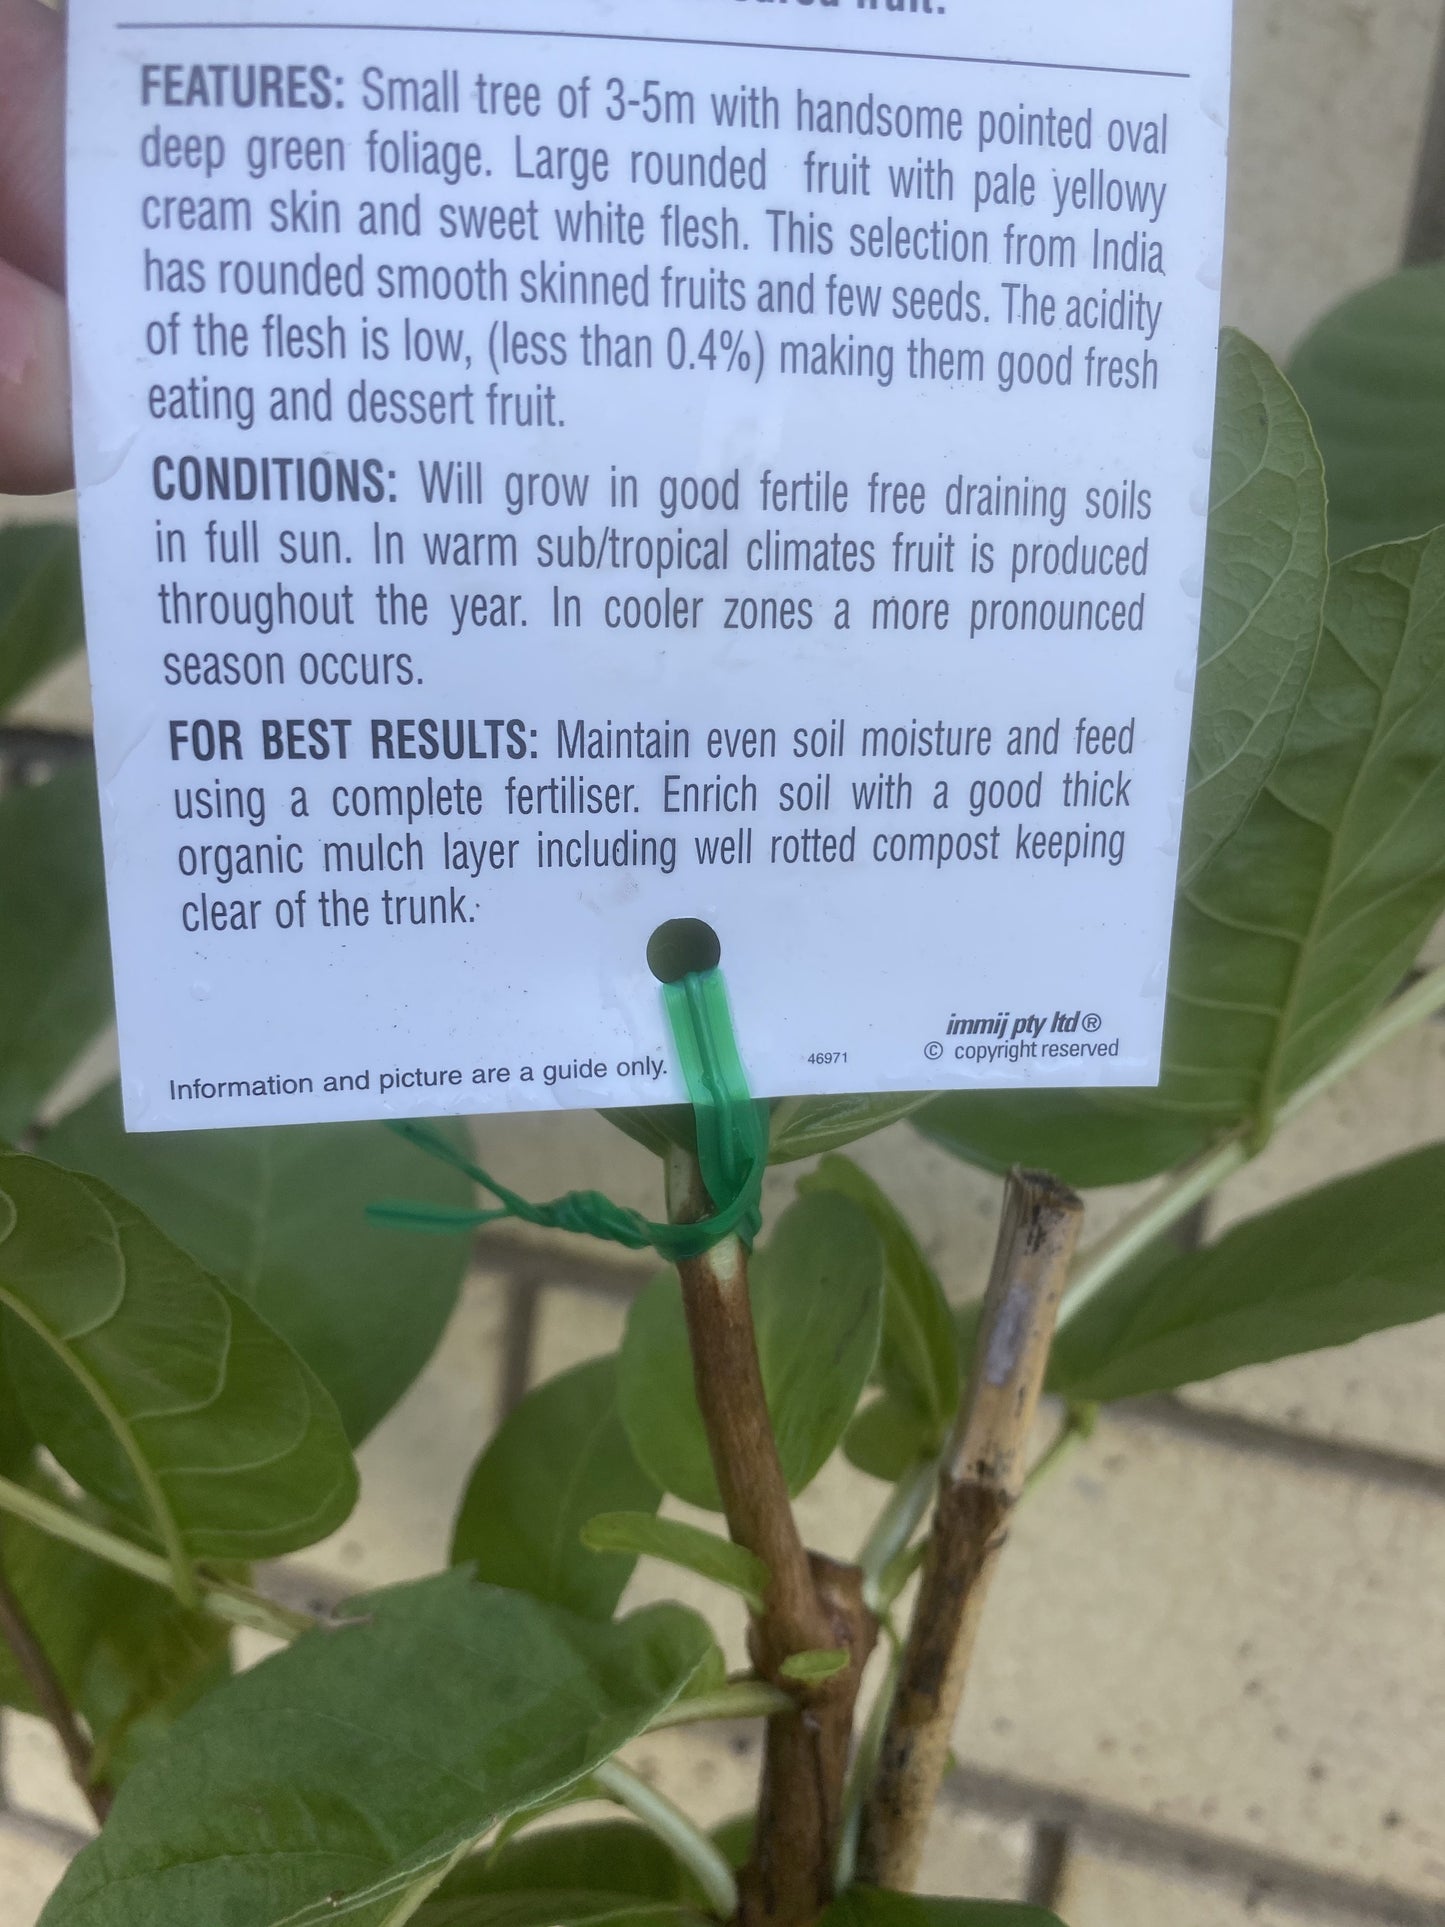 fruit.
FEATURES: Small tree of 3-5m with handsome pointed oval
deep green foliage. Large rounded fruit with pale yellowy
cream skin and sweet white flesh. This selection from India
has rounded smooth skinned fruits and few seeds. The acidity
of the flesh is low, (less than 0.4%) making them good fresh
eating and dessert fruit.
CONDITIONS: Will grow in good fertile free draining soils
in full sun. In warm sub/tropical climates fruit is produced
throughout the year. In cooler zones a more pronounced
season occurs.
FOR BEST RESULTS: Maintain even soil moisture and feed
using a complete fertiliser. Enrich soil with a good thick
organic mulch layer including well rotted compost keeping
clear of the trunk.
immij pty ltd®
© copyright reserved
46971
Information and picture are a guide only.